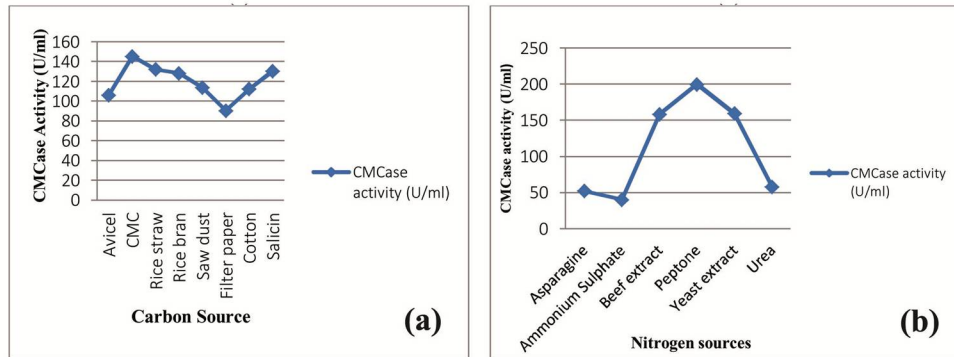 CMCase Activity (U/ml)
160
140
120
100
80
60
40
20
0
Avicel
CMC
Rice straw
Rice bran
Saw dust
Filter paper
Cotton
Salicin
CMCase
activity (U/ml)
Carbon Source
(a)
CMCase activity (U/ml)
250
200
150
100
50
0
Asparagine
Ammonium Sulphate
Beef extract
Peptone
Yeast extract
Urea
CMCase activity
(U/ml)
Nitrogen sources
(b)